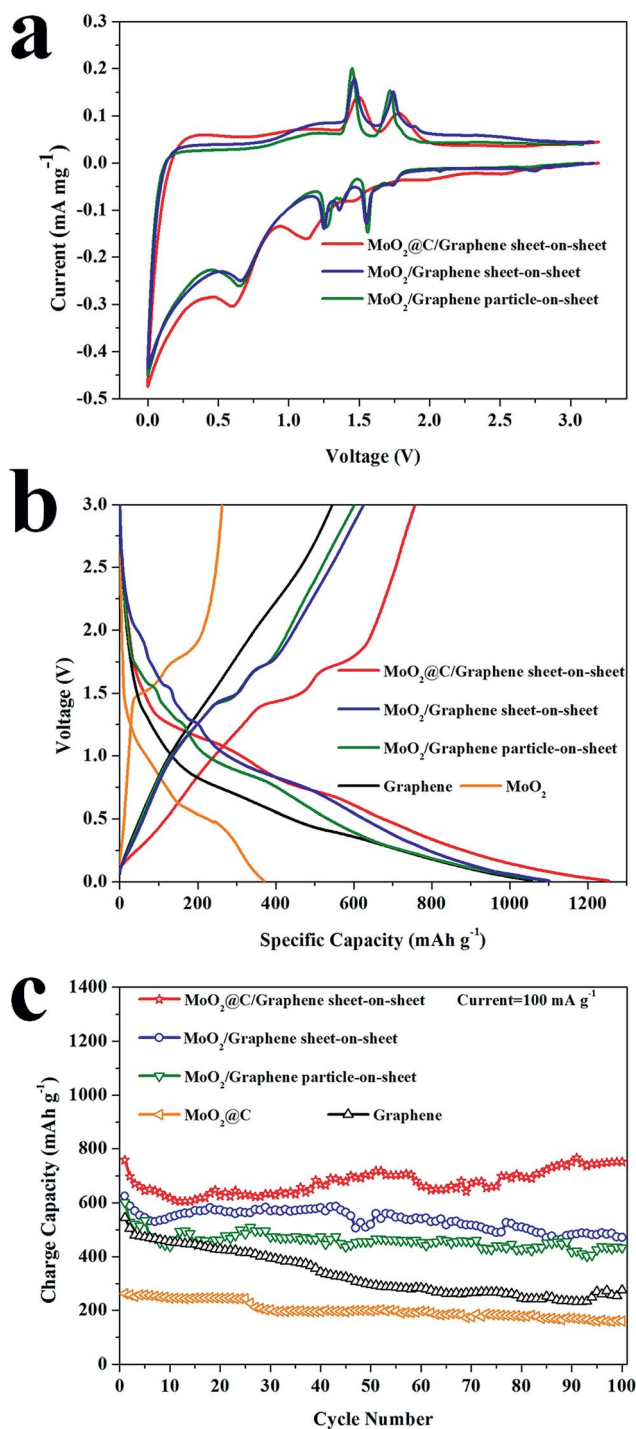 a
0.3
0.2
0.1
0.0
-0.1
-0.2
-0.3
-0.4
-0.5
Current (mA mg⁻¹)
MoO₂@C/Graphene sheet-on-sheet
MoO₂/Graphene sheet-on-sheet
MoO₂/Graphene particle-on-sheet
0.0 0.5 1.0 1.5 2.0 2.5 3.0
Voltage (V)
b
3.0
2.5
2.0
1.5
1.0
0.5
0.0
Voltage (V)
MoO₂@C/Graphene sheet-on-sheet
MoO₂/Graphene sheet-on-sheet
MoO₂/Graphene particle-on-sheet
Graphene MoO₂
0 200 400 600 800 1000 1200
Specific Capacity (mAh g⁻¹)
c
1400
1200
1000
800
600
400
200
0
Charge Capacity (mAh g⁻¹)
MoO₂@C/Graphene sheet-on-sheet Current=100 mA g⁻¹
MoO₂/Graphene sheet-on-sheet
MoO₂/Graphene particle-on-sheet
MoO₂@C Graphene
0 10 20 30 40 50 60 70 80 90 100
Cycle Number